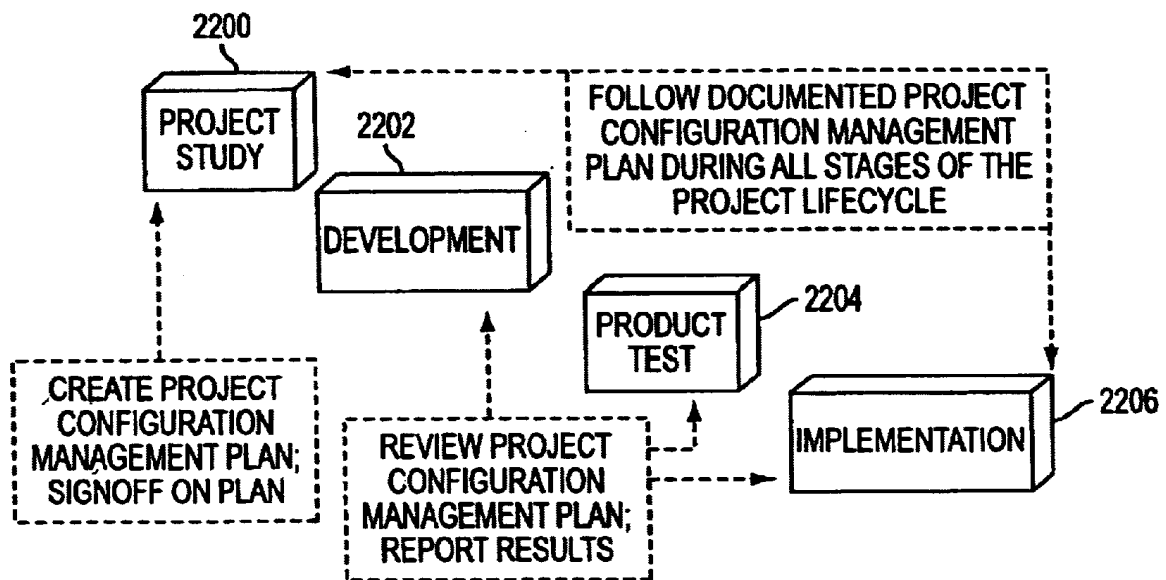 2200
PROJECT
STUDY
2202
DEVELOPMENT
FOLLOW DOCUMENTED PROJECT
CONFIGURATION MANAGEMENT
PLAN DURING ALL STAGES OF THE
PROJECT LIFECYCLE
2204
PRODUCT
TEST
2206
IMPLEMENTATION
CREATE PROJECT
CONFIGURATION
MANAGEMENT PLAN;
SIGNOFF ON PLAN
REVIEW PROJECT
CONFIGURATION
MANAGEMENT PLAN;
REPORT RESULTS